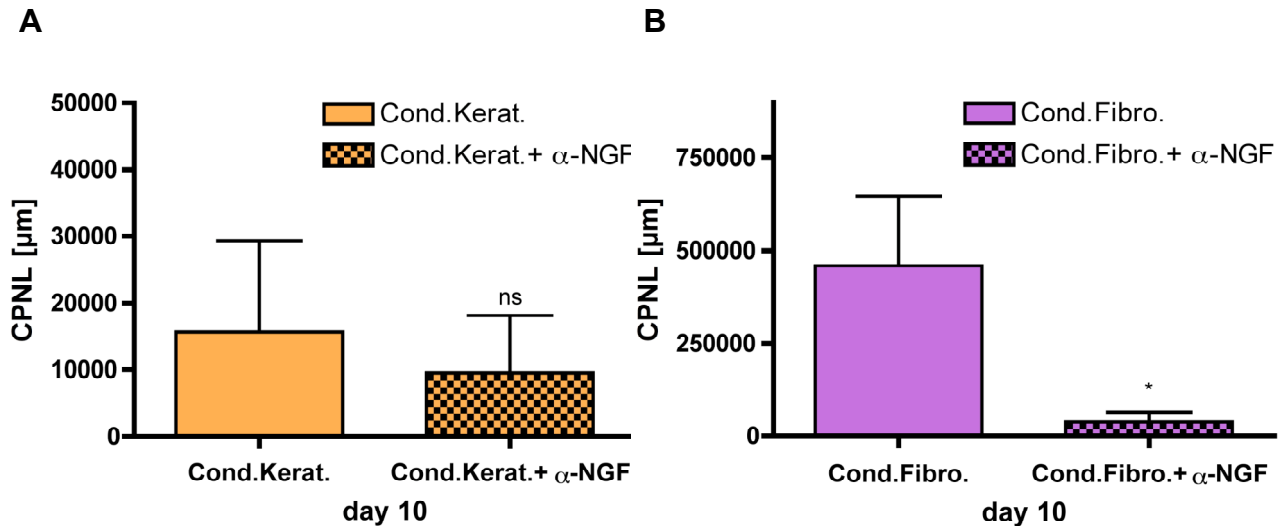 A
CPNL [µm]
50000
40000
30000
20000
10000
0
Cond.Kerat.
Cond.Kerat.+ α-NGF
ns
Cond.Kerat.
Cond.Kerat.+ α-NGF
day 10
B
CPNL [µm]
750000
500000
250000
0
Cond.Fibro.
Cond.Fibro.+ α-NGF
*
Cond.Fibro.
Cond.Fibro.+ α-NGF
day 10